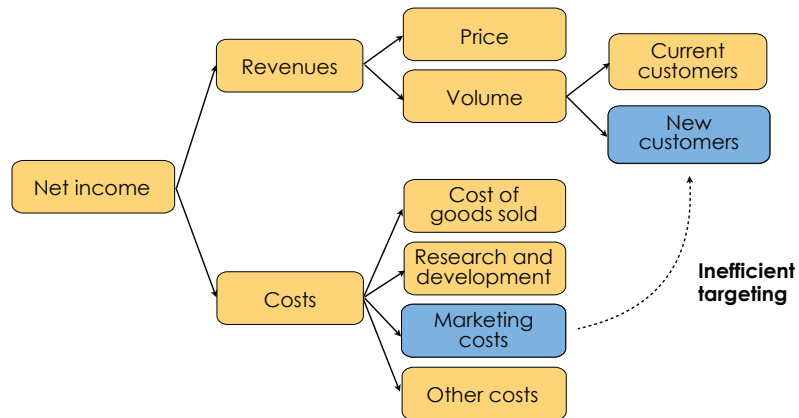 Net income
Revenues
Costs
Price
Volume
Cost of
goods sold
Research and
development
Marketing
costs
Other costs
Current
customers
New
customers
Inefficient
targeting